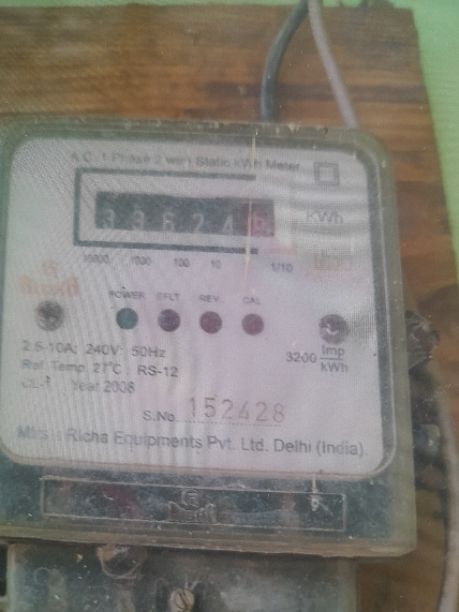 A.C. 1 Phase 2 wire Static kWh Meter
3 3 6 2 4
KWh
10000 1000 100 10 1/10
POWER EFLT REV. CAL
2.5-10A; 240V; 50Hz
3200 Imp/kWh
Ref. Temp. 27°C RS-12
Year 2008
S.No. 152428
M/s : Richa Equipments Pvt. Ltd. Delhi (India)